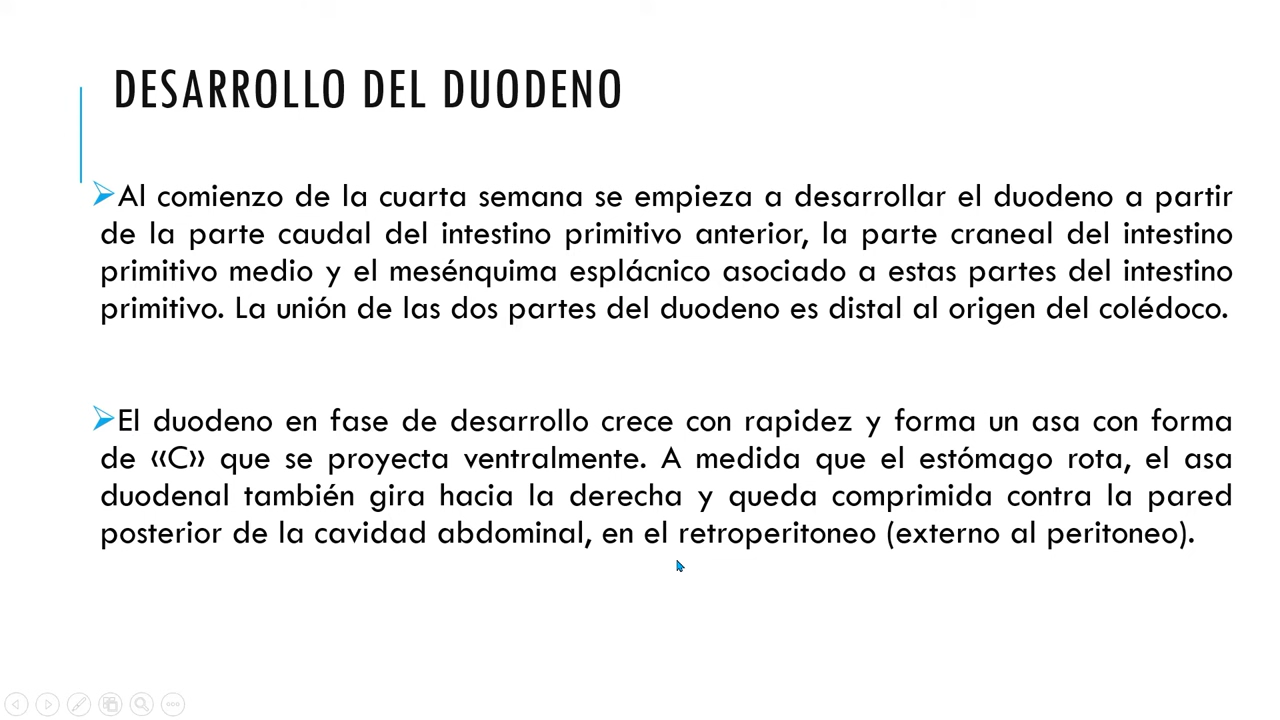 DESARROLLO DEL DUODENO
Al comienzo de la cuarta semana se empieza a desarrollar el duodeno a partir
de la parte caudal del intestino primitivo anterior, la parte craneal del intestino
primitivo medio y el mesénquima esplácnico asociado a estas partes del intestino
primitivo. La unión de las dos partes del duodeno es distal al origen del colédoco.
El duodeno en fase de desarrollo crece con rapidez y forma un asa con forma
de «C» que se proyecta ventralmente. A medida que el estómago rota, el asa
duodenal también gira hacia la derecha y queda comprimida contra la pared
posterior de la cavidad abdominal, en el retroperitoneo (externo al peritoneo).